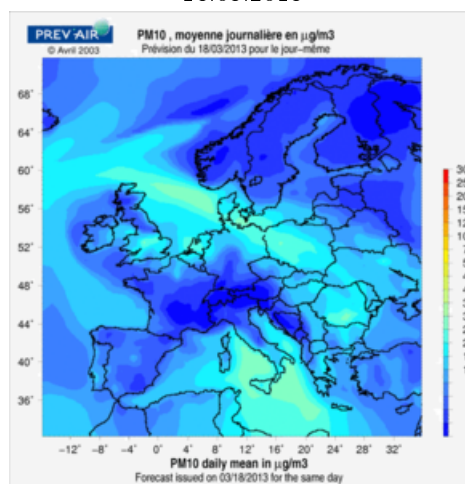 PREV'AIR
© Avril 2003
PM10 , moyenne journalière en µg/m3
Prévision du 18/03/2013 pour le jour-même
68°
64°
60°
56°
52°
48°
44°
40°
36°
−12° −8° −4° 0° 4° 8° 12° 16° 20° 24° 28° 32°
PM10 daily mean in µg/m3
Forecast issued on 03/18/2013 for the same day